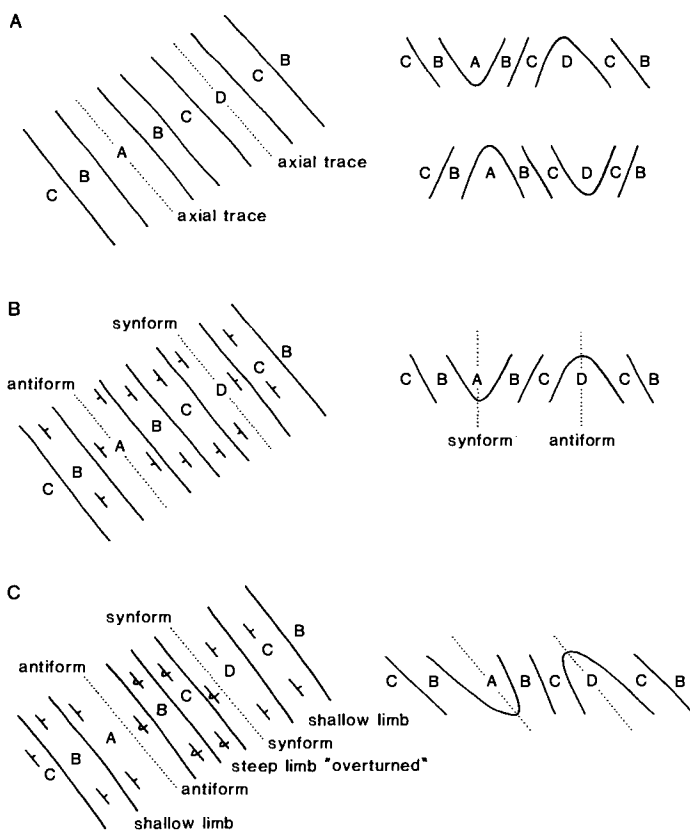 A
C B A B C D C B
axial trace
axial trace
C B A B C D C B
C B A B C D C B
B
synform
antiform
C B A B C D C B
C B A B C D C B
synform antiform
C
synform
antiform
C B A B C D C B
shallow limb
synform
steep limb "overturned"
antiform
shallow limb
C B A B C D C B